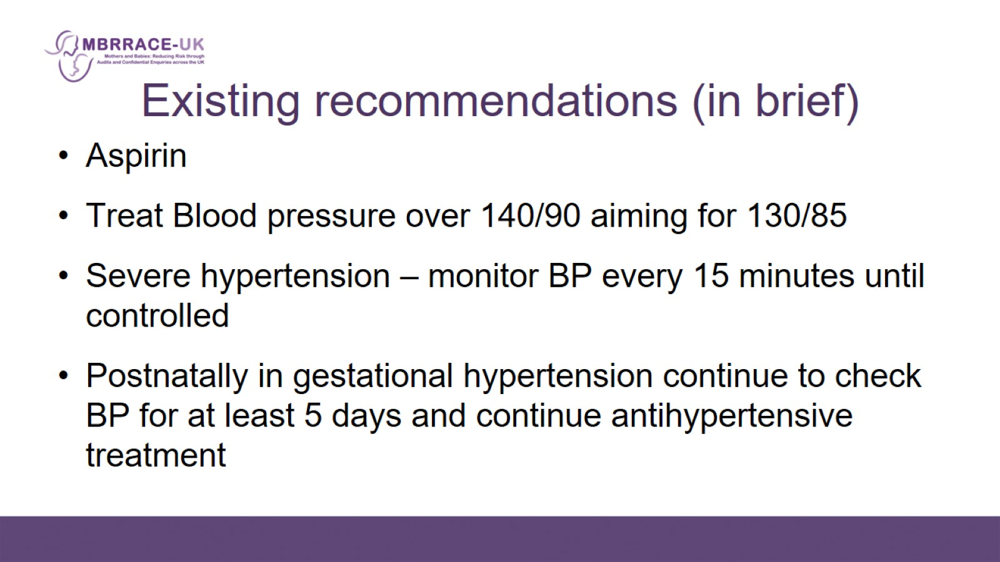 MBRRACE-UK
Mothers and Babies: Reducing Risk through
Audits and Confidential Enquiries across the UK
Existing recommendations (in brief)
• Aspirin
• Treat Blood pressure over 140/90 aiming for 130/85
• Severe hypertension – monitor BP every 15 minutes until
controlled
• Postnatally in gestational hypertension continue to check
BP for at least 5 days and continue antihypertensive
treatment